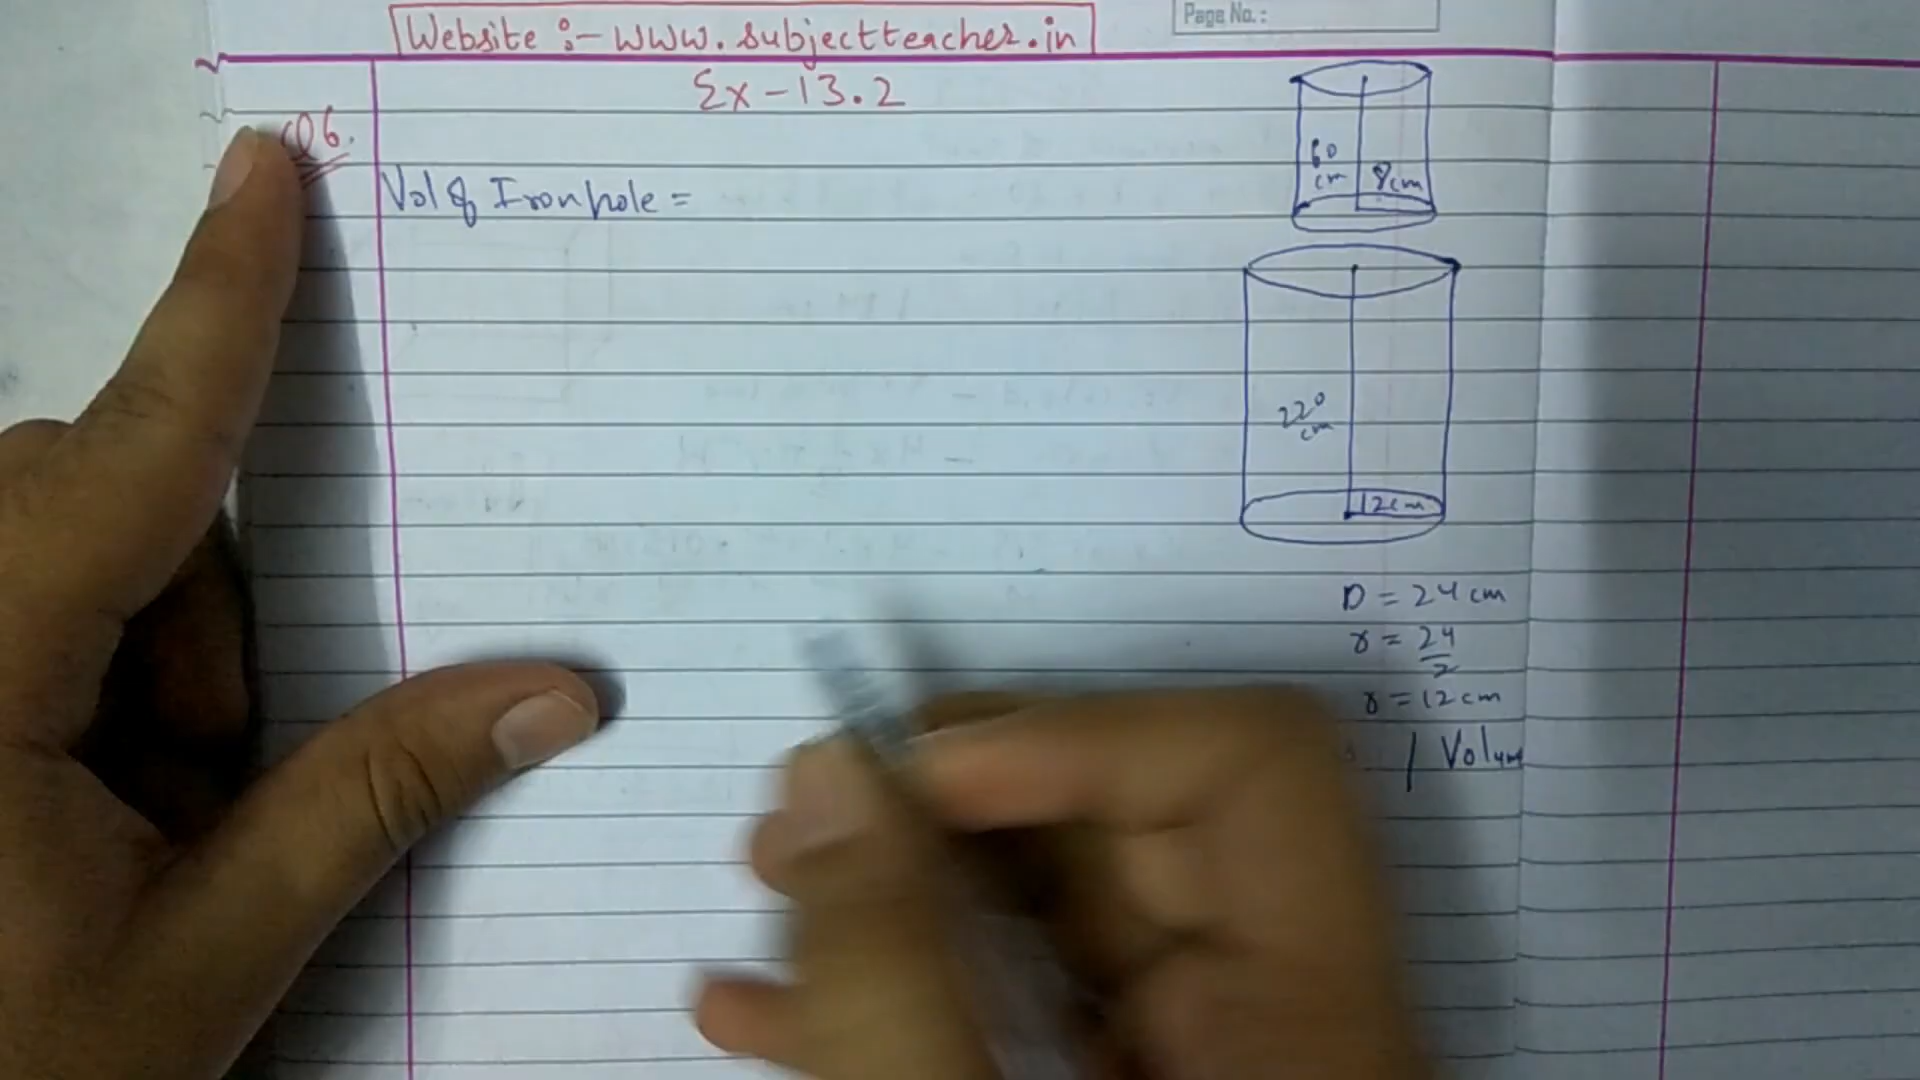 Website :- www.subjectteacher.in
Page No.:
Ex-13.2
Q6.
Vol of Iron pole =
60
cm
8cm
220
cm
12cm
D = 24 cm
r = 24
2
r = 12 cm
| Volum